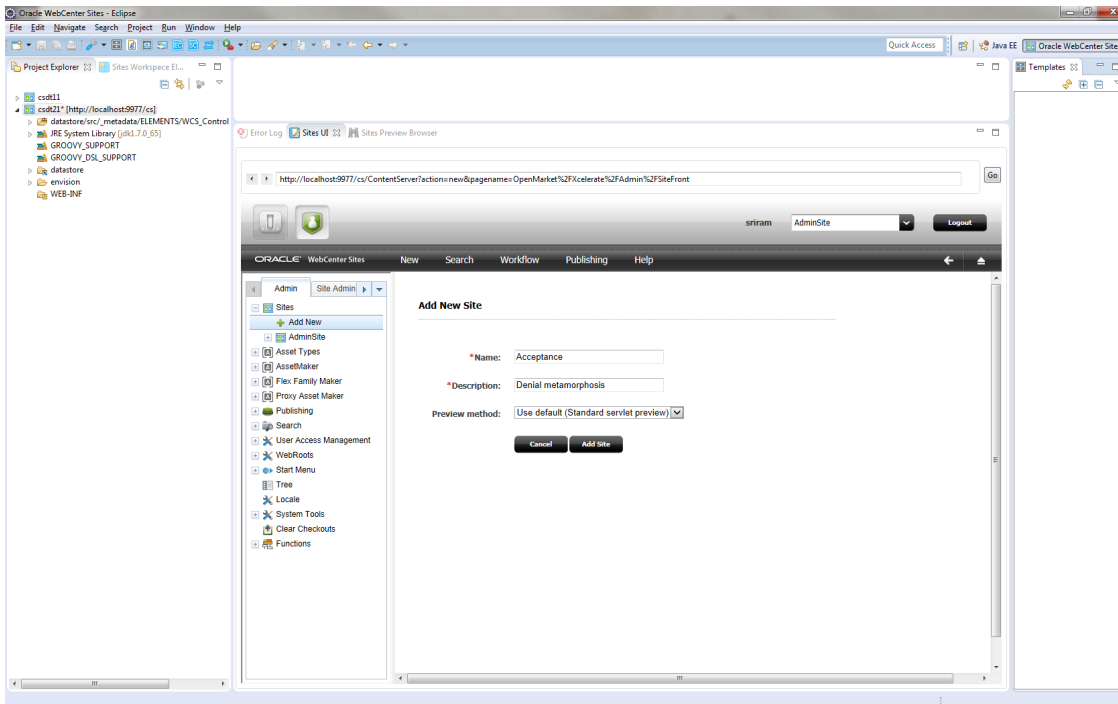 Oracle WebCenter Sites - Eclipse
File Edit Navigate Search Project Run Window Help
Quick Access
Java EE
Oracle WebCenter Site
Project Explorer
Sites Workspace El...
csdt11
csdt21* [http://localhost:9977/cs]
datastore/src/_metadata/ELEMENTS/WCS_Control
JRE System Library [jdk1.7.0_65]
GROOVY_SUPPORT
GROOVY_DSL_SUPPORT
datastore
envision
WEB-INF
Error Log
Sites UI
Sites Preview Browser
http://localhost:9977/cs/ContentServer?action=new&pagename=OpenMarket%2FXcelerate%2FAdmin%2FSiteFront
Go
sriram
AdminSite
Logout
ORACLE WebCenter Sites
New Search Workflow Publishing Help
Admin
Site Admin
Sites
Add New
AdminSite
Asset Types
AssetMaker
Flex Family Maker
Proxy Asset Maker
Publishing
Search
User Access Management
WebRoots
Start Menu
Tree
Locale
System Tools
Clear Checkouts
Functions
Add New Site
*Name: Acceptance
*Description: Denial metamorphosis
Preview method: Use default (Standard servlet preview)
Cancel
Add Site
Templates